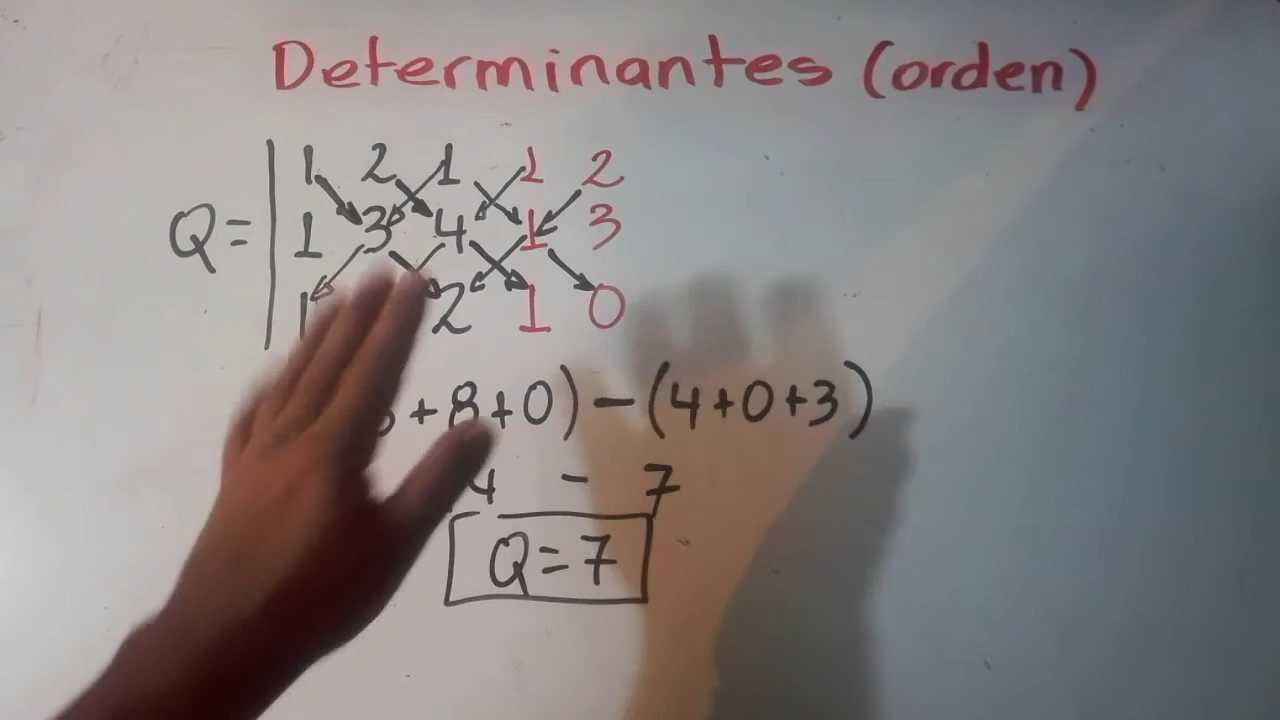 Determinantes (orden)
1 2 1 1 2
Q = 1 3 4 1 3
1 2 1 0
+8+0) - (4+0+3)
4 - 7
Q = 7